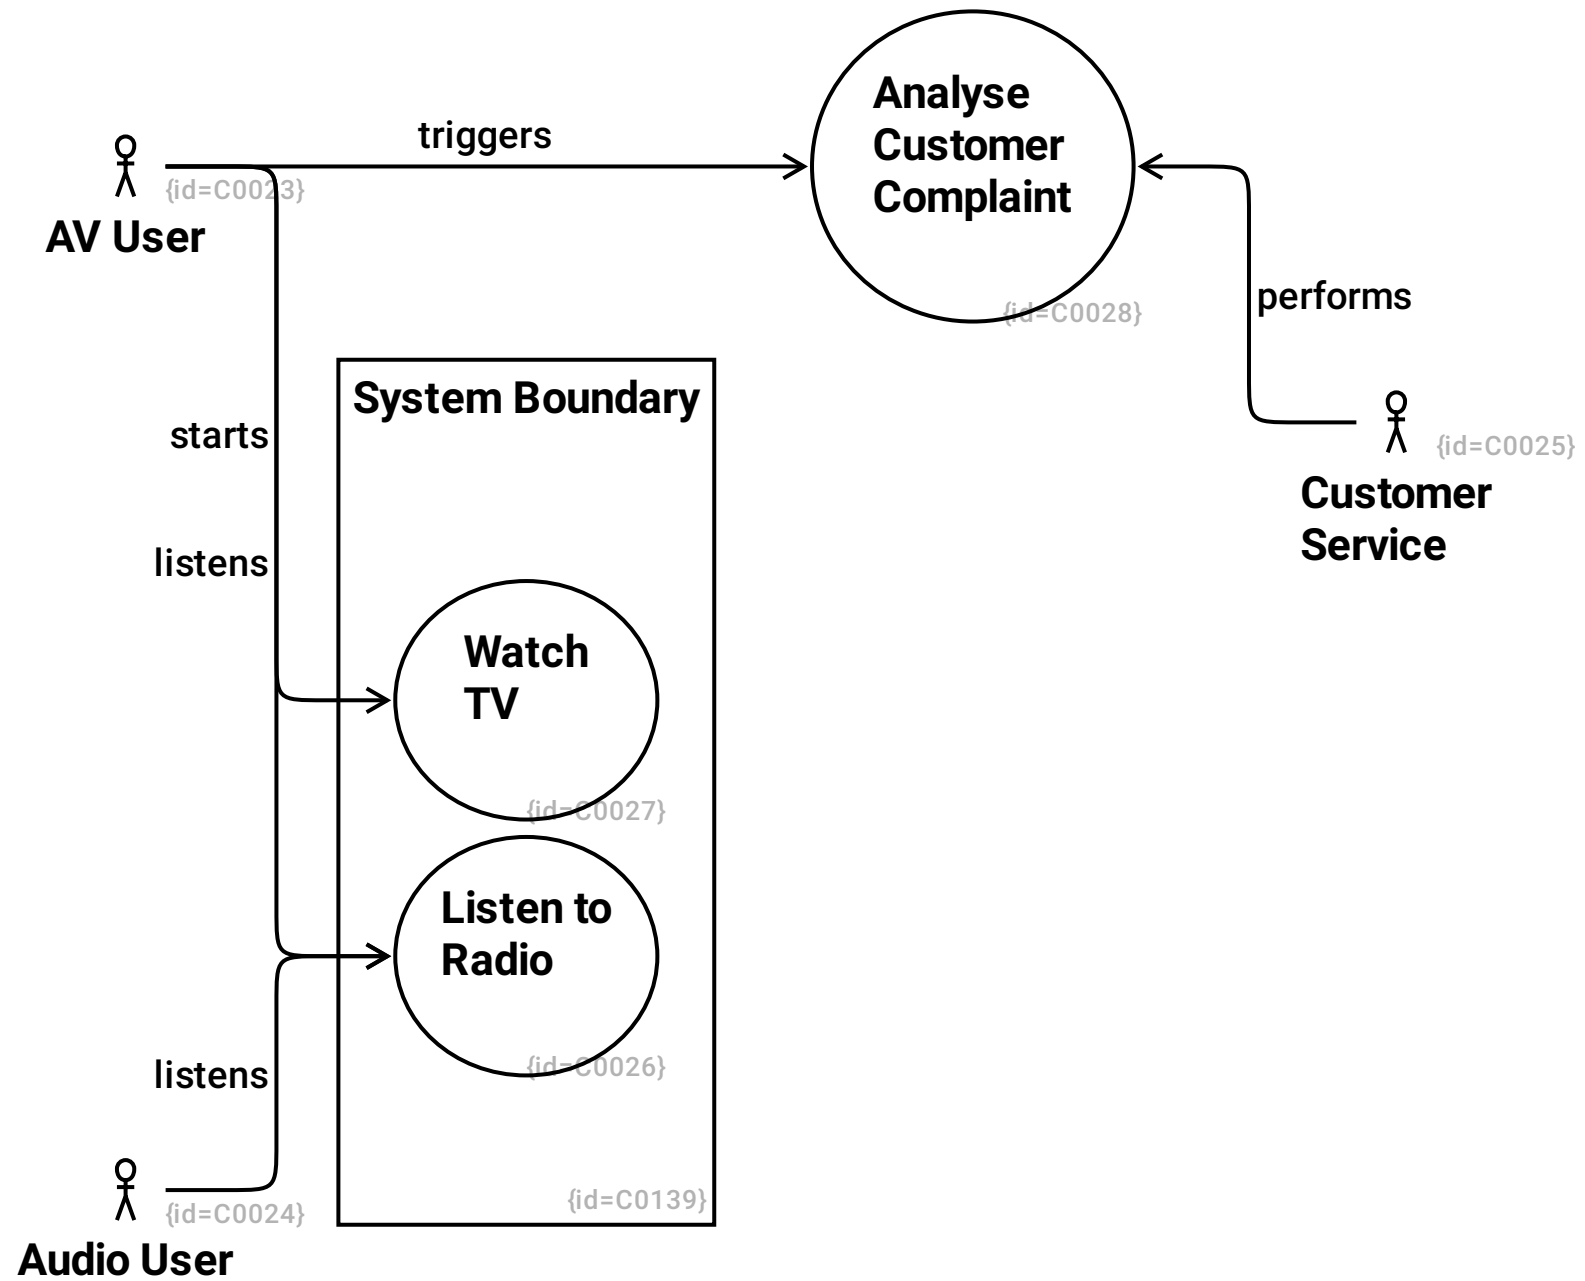 Analyse
Customer
Complaint
triggers
{id=C0023}
AV User
{id=C0028}
performs
System Boundary
starts
{id=C0025}
Customer
Service
listens
Watch
TV
{id=C0027}
Listen to
Radio
{id=C0026}
listens
{id=C0139}
{id=C0024}
Audio User